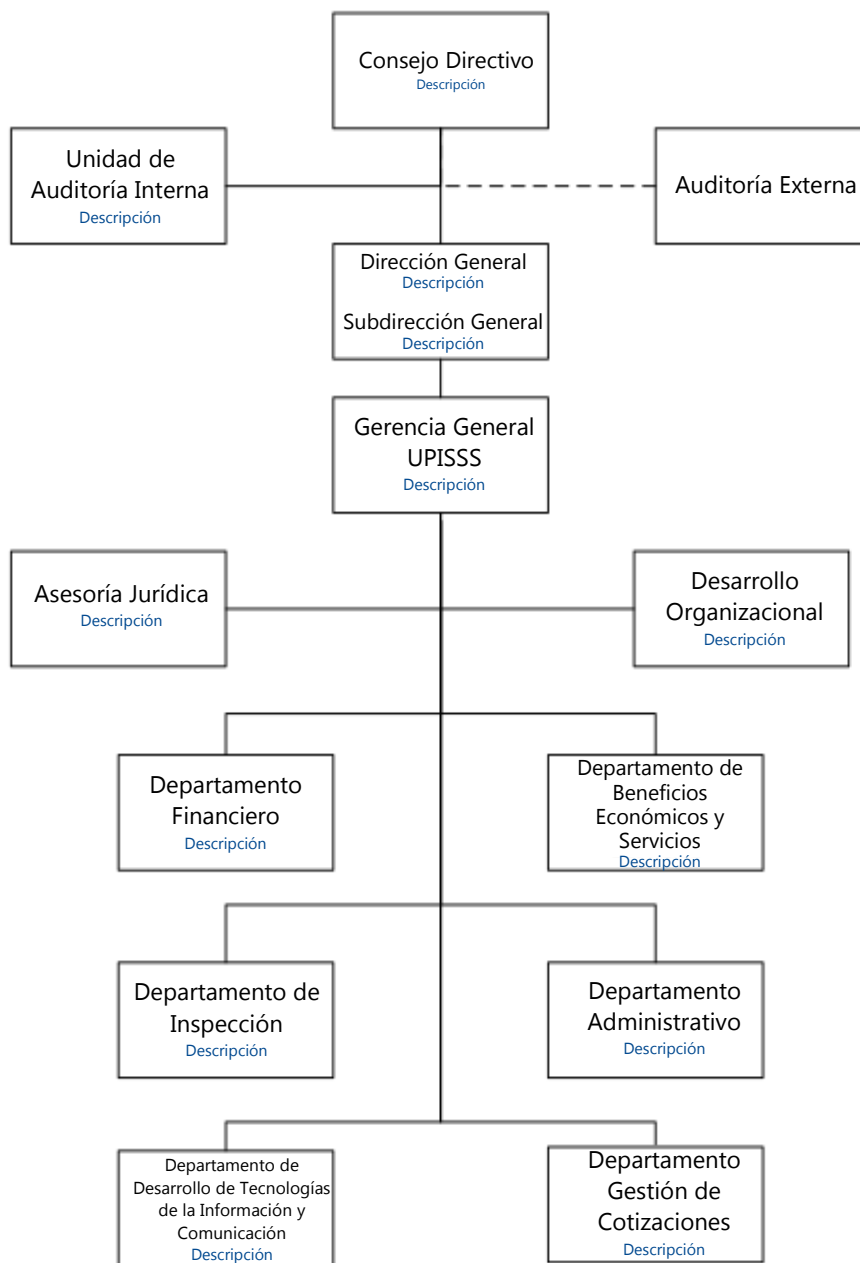 Consejo Directivo
Descripción
Unidad de
Auditoría Interna
Descripción
Auditoría Externa
Dirección General
Descripción
Subdirección General
Descripción
Gerencia General
UPISSS
Descripción
Asesoría Jurídica
Descripción
Desarrollo
Organizacional
Descripción
Departamento
Financiero
Descripción
Departamento de
Beneficios
Económicos y
Servicios
Descripción
Departamento de
Inspección
Descripción
Departamento
Administrativo
Descripción
Departamento de
Desarrollo de Tecnologías
de la Información y
Comunicación
Descripción
Departamento
Gestión de
Cotizaciones
Descripción